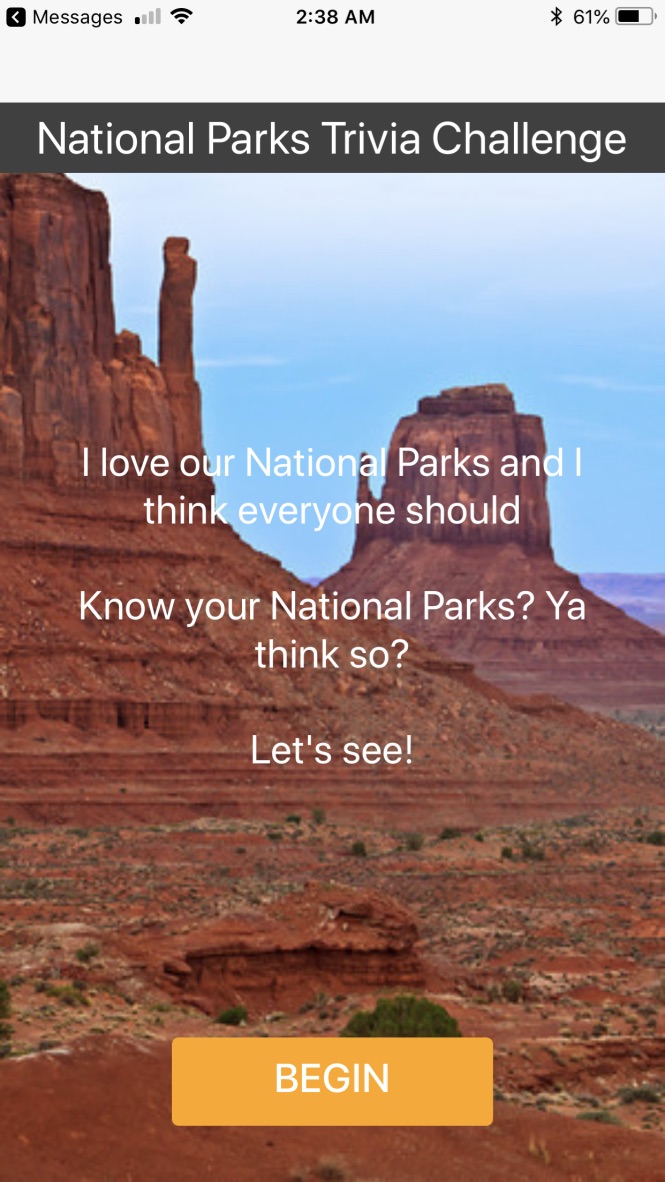 Messages 2:38 AM 61%
National Parks Trivia Challenge
I love our National Parks and I
think everyone should
Know your National Parks? Ya
think so?
Let's see!
BEGIN